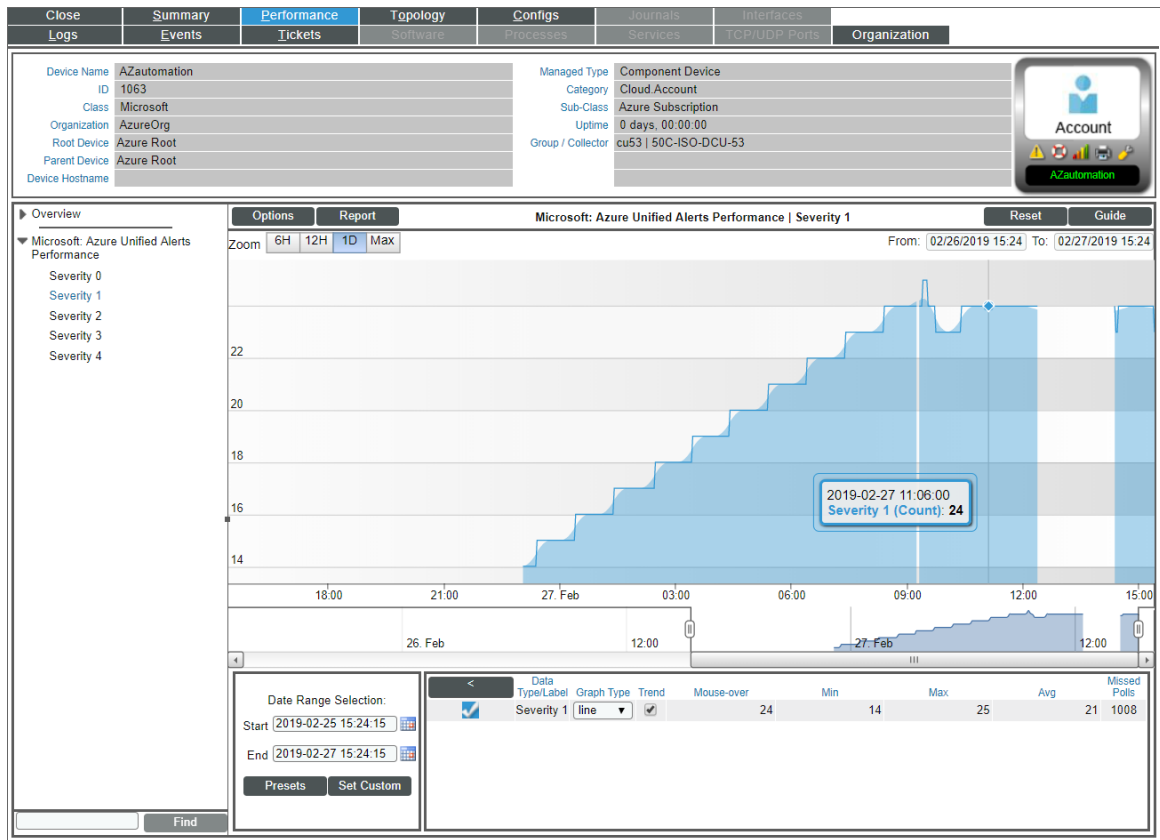 Close Summary Performance Topology Configs Journals Interfaces
Logs Events Tickets Software Processes Services TCP/UDP Ports Organization
Device Name AZautomation Managed Type Component Device
ID 1063 Category Cloud.Account
Class Microsoft Sub-Class Azure Subscription
Organization AzureOrg Uptime 0 days, 00:00:00
Root Device Azure Root Group / Collector cu53 | 50C-ISO-DCU-53
Parent Device Azure Root
Device Hostname
Account
AZautomation
Overview
Microsoft: Azure Unified Alerts
Performance
Severity 0
Severity 1
Severity 2
Severity 3
Severity 4
Find
Options Report Microsoft: Azure Unified Alerts Performance | Severity 1 Reset Guide
Zoom 6H 12H 1D Max From: 02/26/2019 15:24 To: 02/27/2019 15:24
22
20
18
2019-02-27 11:06:00
Severity 1 (Count): 24
16
14
18:00 21:00 27. Feb 03:00 06:00 09:00 12:00 15:00
26. Feb 12:00 27. Feb 12:00
Date Range Selection:
Start 2019-02-25 15:24:15
End 2019-02-27 15:24:15
Presets Set Custom
< Data Type/Label Graph Type Trend Mouse-over Min Max Avg Missed Polls
Severity 1 line 24 14 25 21 1008